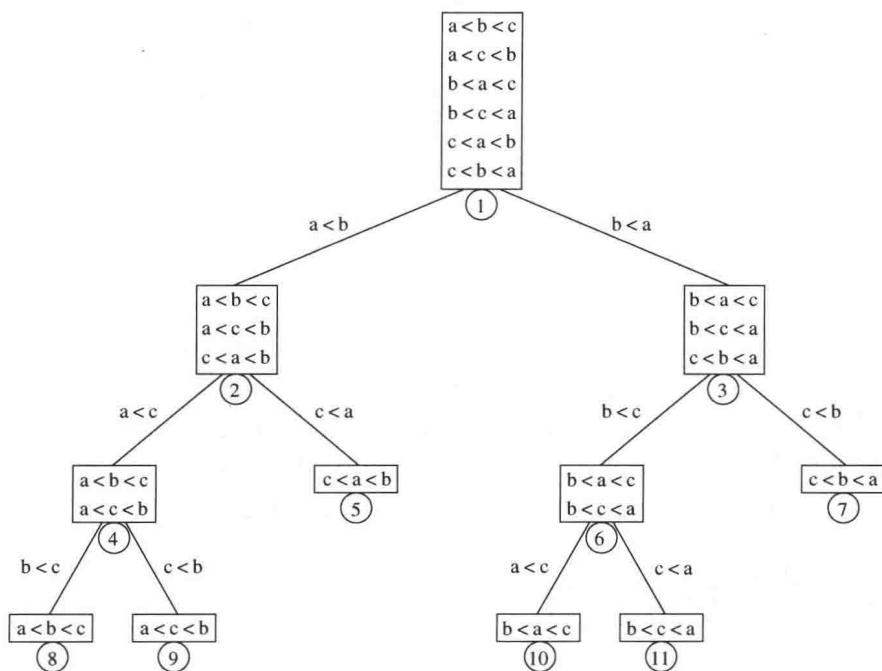 a < b < c
a < c < b
b < a < c
b < c < a
c < a < b
c < b < a
1
a < b
b < a
a < b < c
a < c < b
c < a < b
2
b < a < c
b < c < a
c < b < a
3
a < c
c < a
b < c
c < b
a < b < c
a < c < b
4
c < a < b
5
b < a < c
b < c < a
6
c < b < a
7
b < c
c < b
a < c
c < a
a < b < c
8
a < c < b
9
b < a < c
10
b < c < a
11